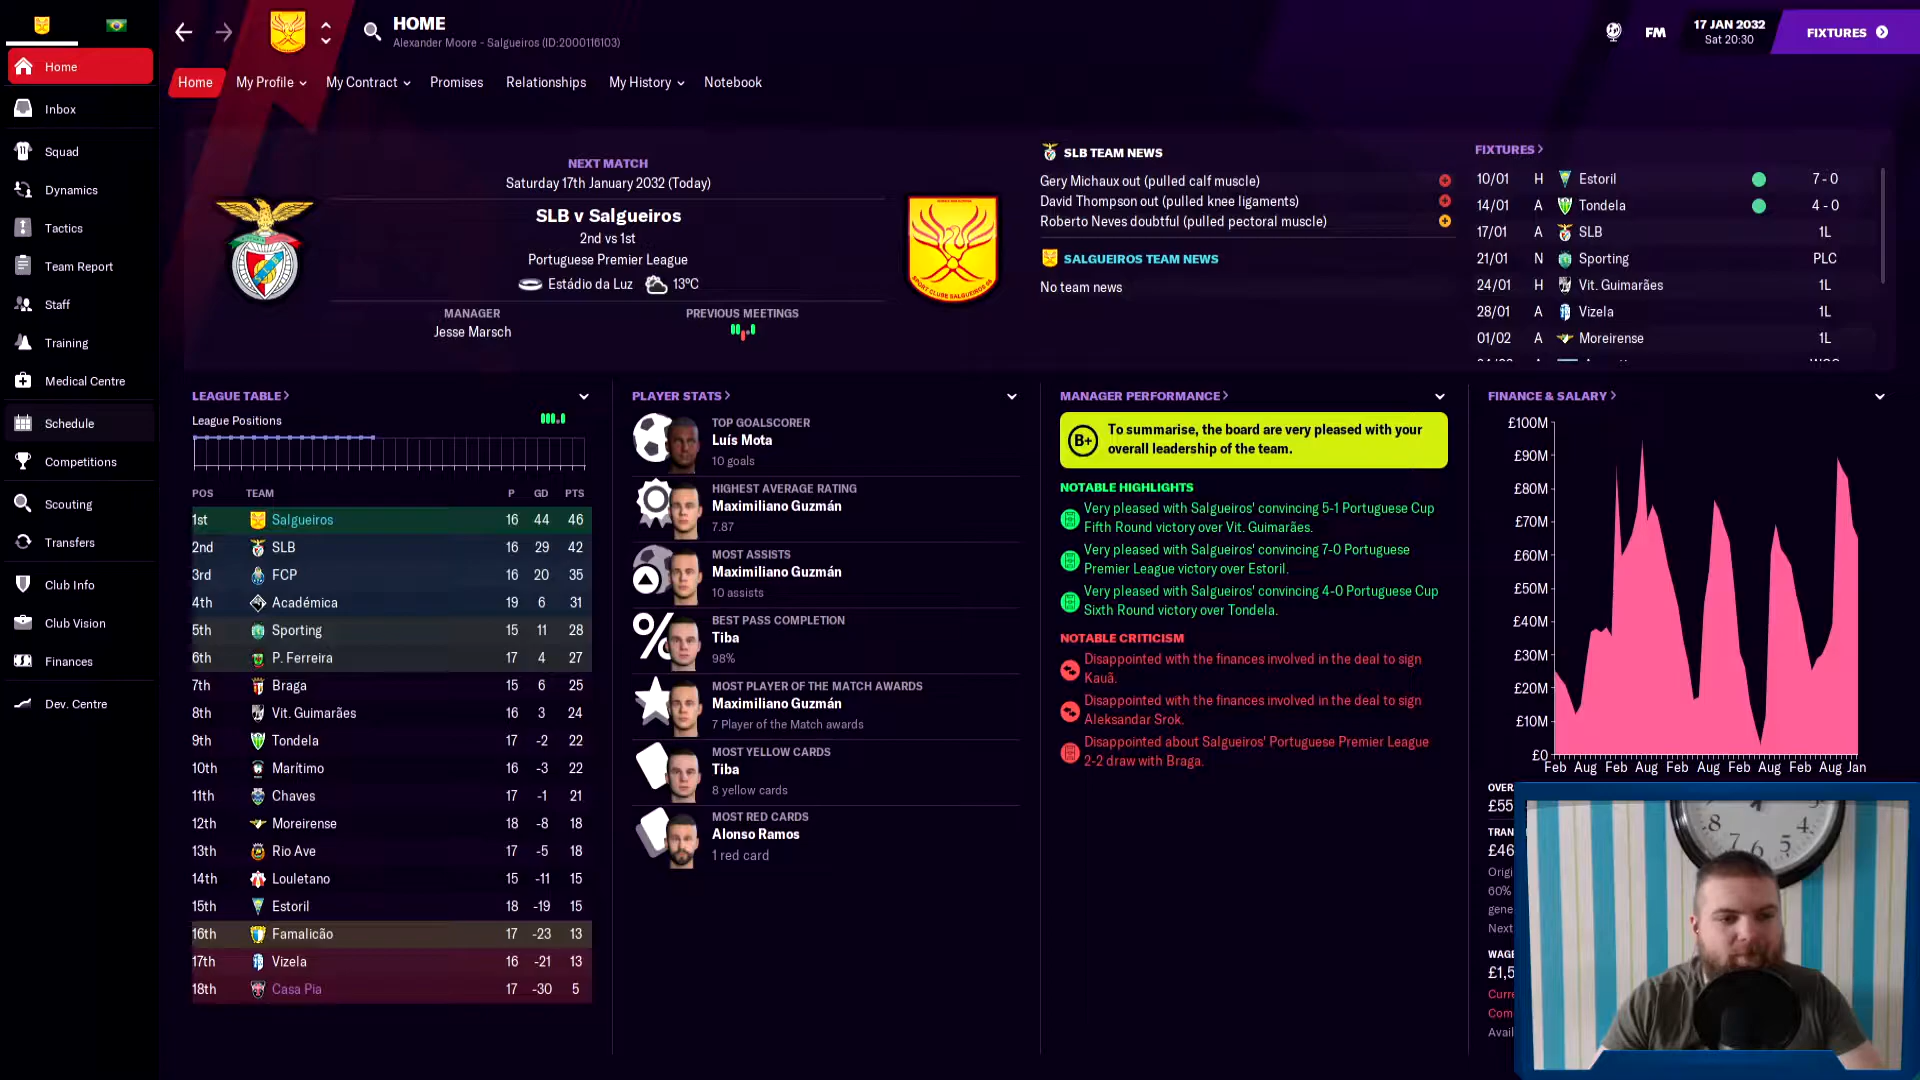 HOME
Alexander Moore - Salgueiros (ID:2000116103)
FM
17 JAN 2032
Sat 20:30
FIXTURES
Home
My Profile
My Contract
Promises
Relationships
My History
Notebook
Home
Inbox
Squad
Dynamics
Tactics
Team Report
Staff
Training
Medical Centre
Schedule
Competitions
Scouting
Transfers
Club Info
Club Vision
Finances
Dev. Centre
NEXT MATCH
Saturday 17th January 2032 (Today)
SLB v Salgueiros
2nd vs 1st
Portuguese Premier League
Estádio da Luz 13ºC
MANAGER
Jesse Marsch
PREVIOUS MEETINGS
SLB TEAM NEWS
Gery Michaux out (pulled calf muscle)
David Thompson out (pulled knee ligaments)
Roberto Neves doubtful (pulled pectoral muscle)
SALGUEIROS TEAM NEWS
No team news
FIXTURES
10/01 H Estoril 7 - 0
14/01 A Tondela 4 - 0
17/01 A SLB 1L
21/01 N Sporting PLC
24/01 H Vit. Guimarães 1L
28/01 A Vizela 1L
01/02 A Moreirense 1L
LEAGUE TABLE
League Positions
POS TEAM P GD PTS
1st Salgueiros 16 44 46
2nd SLB 16 29 42
3rd FCP 16 20 35
4th Académica 19 6 31
5th Sporting 15 11 28
6th P. Ferreira 17 4 27
7th Braga 15 6 25
8th Vit. Guimarães 16 3 24
9th Tondela 17 -2 22
10th Marítimo 16 -3 22
11th Chaves 17 -1 21
12th Moreirense 18 -8 18
13th Rio Ave 17 -5 18
14th Louletano 15 -11 15
15th Estoril 18 -19 15
16th Famalicão 17 -23 13
17th Vizela 16 -21 13
18th Casa Pia 17 -30 5
PLAYER STATS
TOP GOALSCORER
Luís Mota
10 goals
HIGHEST AVERAGE RATING
Maximiliano Guzmán
7.87
MOST ASSISTS
Maximiliano Guzmán
10 assists
BEST PASS COMPLETION
Tiba
98%
MOST PLAYER OF THE MATCH AWARDS
Maximiliano Guzmán
7 Player of the Match awards
MOST YELLOW CARDS
Tiba
8 yellow cards
MOST RED CARDS
Alonso Ramos
1 red card
MANAGER PERFORMANCE
B+
To summarise, the board are very pleased with your
overall leadership of the team.
NOTABLE HIGHLIGHTS
Very pleased with Salgueiros' convincing 5-1 Portuguese Cup
Fifth Round victory over Vit. Guimarães.
Very pleased with Salgueiros' convincing 7-0 Portuguese
Premier League victory over Estoril.
Very pleased with Salgueiros' convincing 4-0 Portuguese Cup
Sixth Round victory over Tondela.
NOTABLE CRITICISM
Disappointed with the finances involved in the deal to sign
Kauã.
Disappointed with the finances involved in the deal to sign
Aleksandar Srok.
Disappointed about Salgueiros' Portuguese Premier League
2-2 draw with Braga.
FINANCE & SALARY
£100M
£90M
£80M
£70M
£60M
£50M
£40M
£30M
£20M
£10M
£0
Feb Aug Feb Aug Feb Aug Feb Aug Feb Aug Jan
OVER
£55
TRAN
£46
Origi
60%
gene
Next
WAGE
£1,5
Curre
Com
Avail
8
7
6
5
4